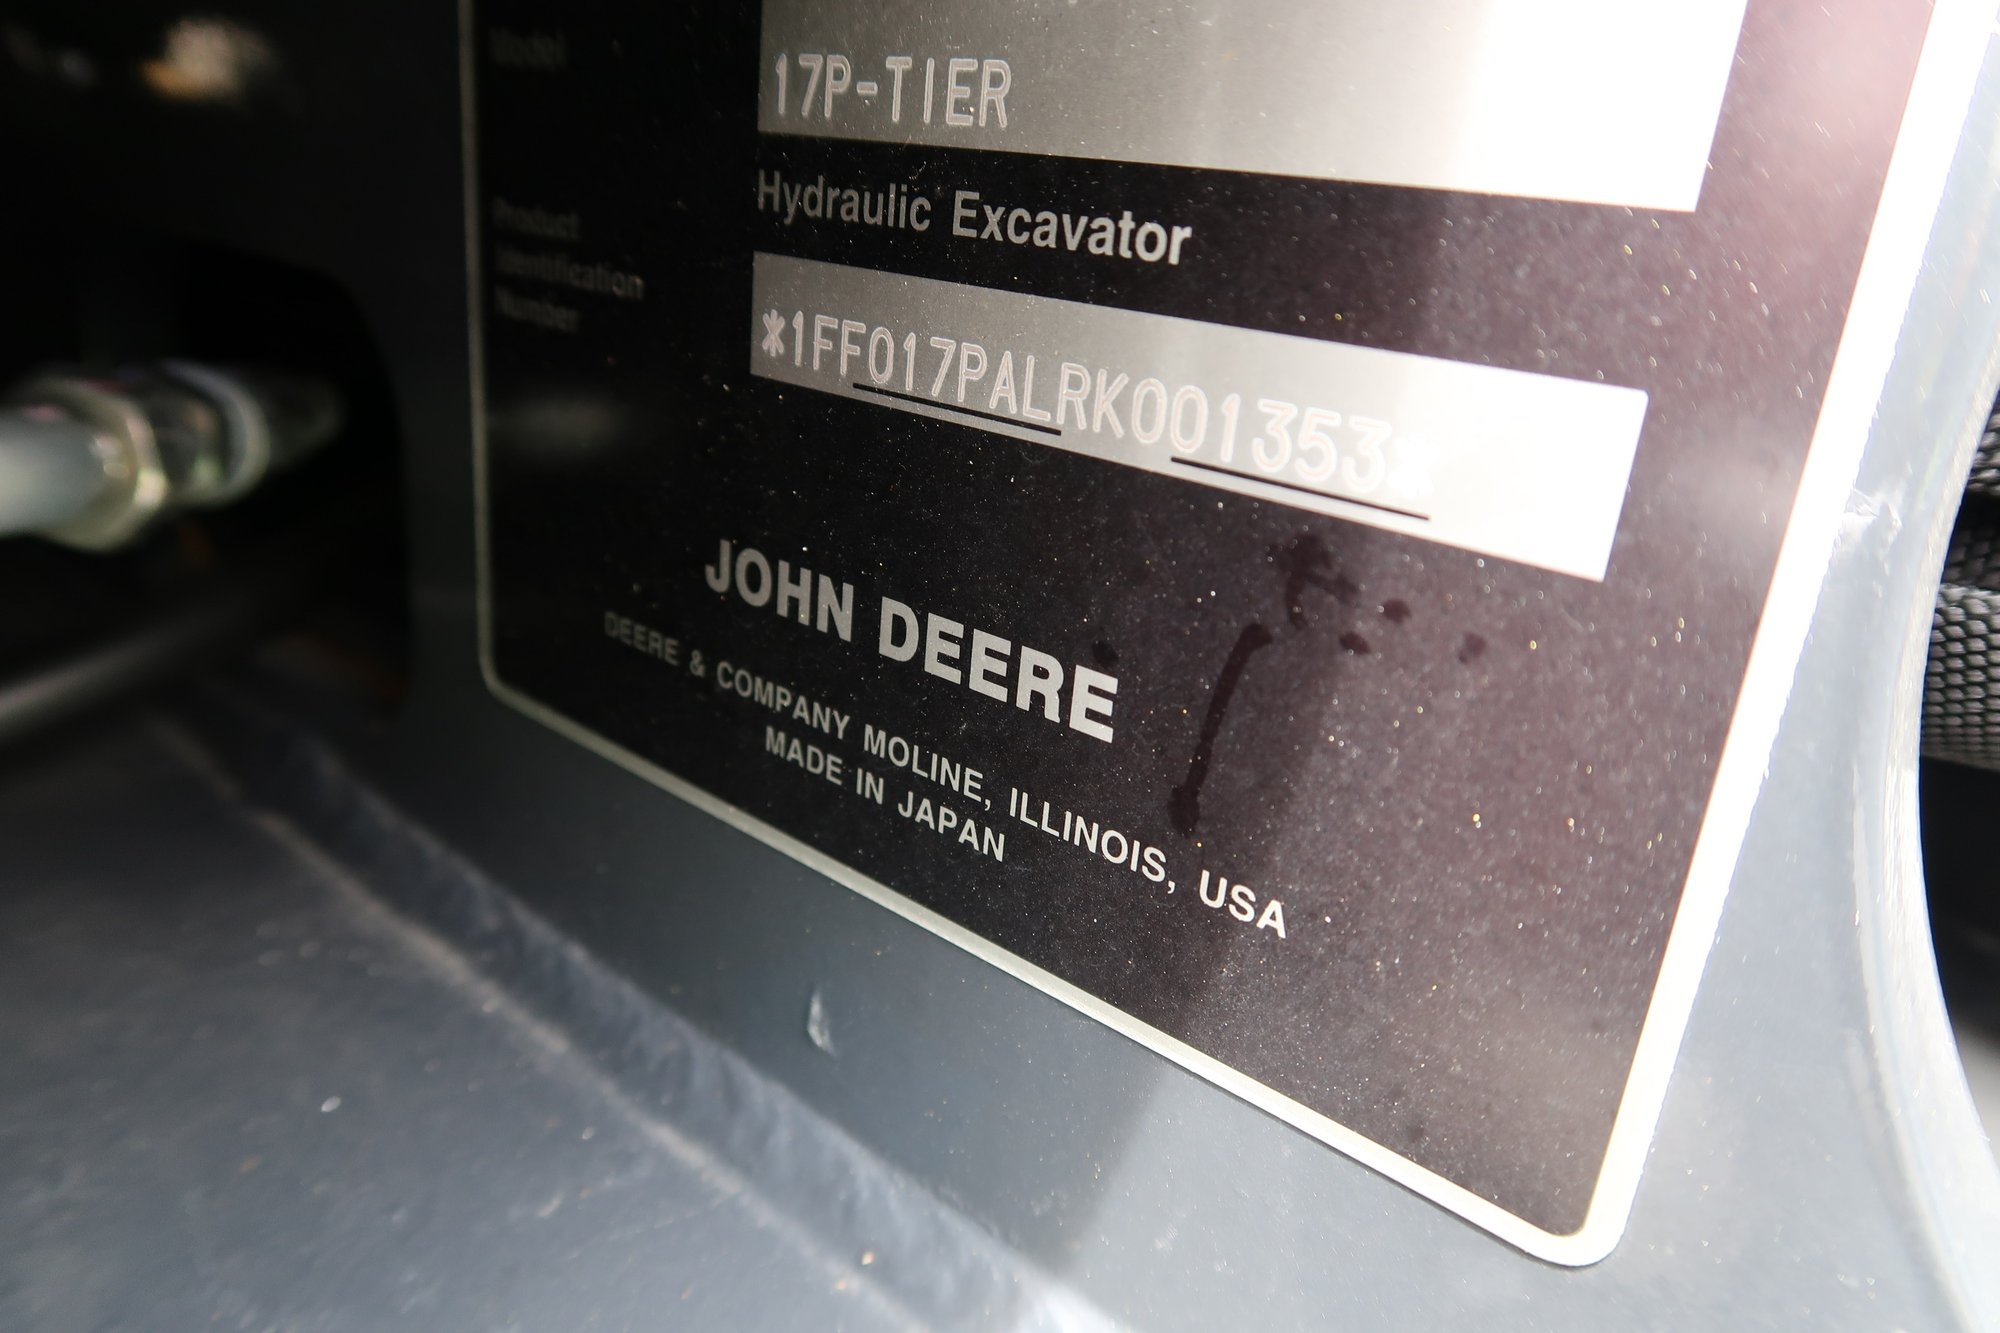 Model
17P-TIER
Hydraulic Excavator
Product
Identification
Number
*1FF017PALRK001353*
JOHN DEERE
DEERE & COMPANY MOLINE, ILLINOIS, USA
MADE IN JAPAN